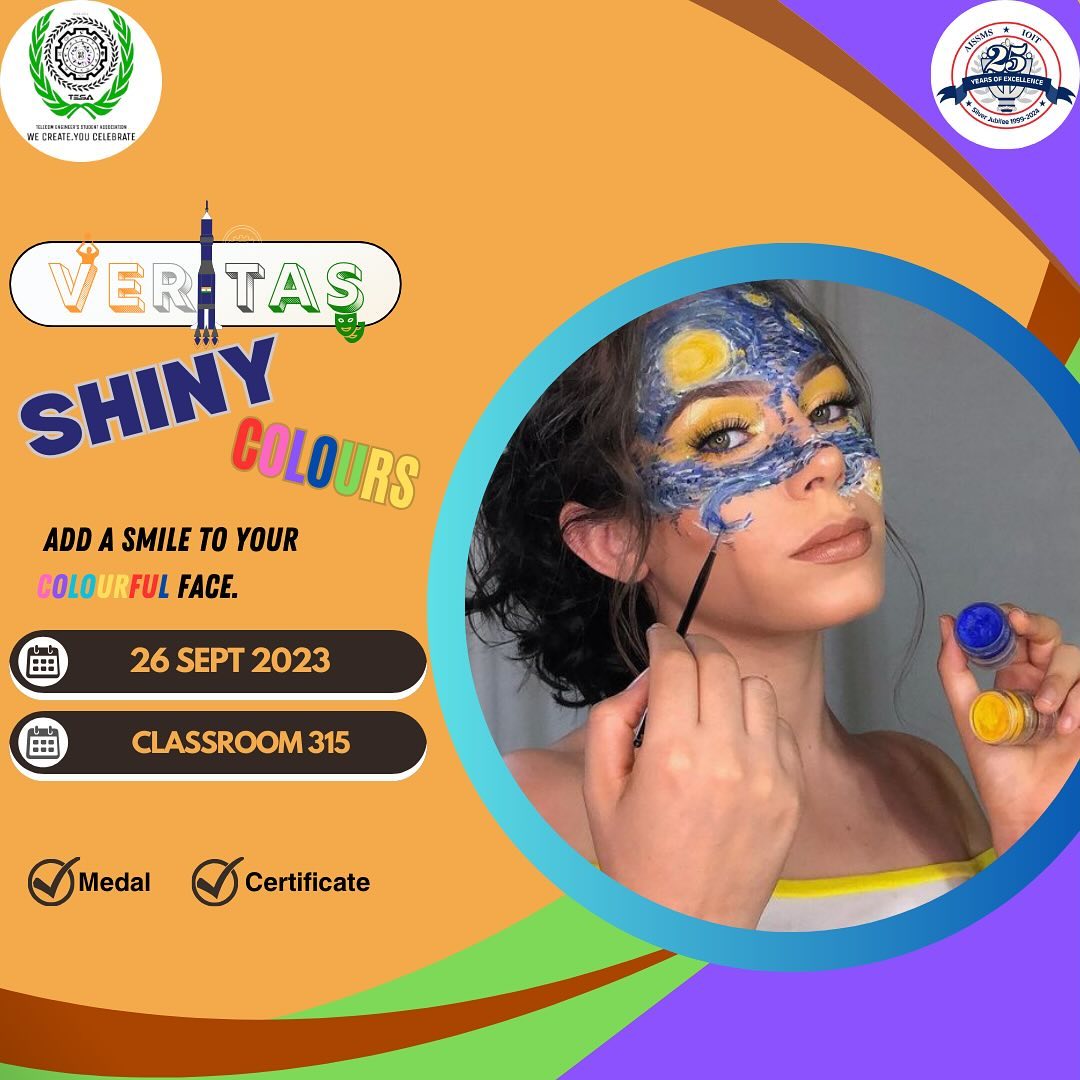 TESA
TELECOM ENGINEER'S STUDENT ASSOCIATION
WE CREATE.YOU CELEBRATE
AISSMS ★ IOIT
25
YEARS OF EXCELLENCE
Silver Jubilee 1999-2024
VERITAS
SHINY
COLOURS
ADD A SMILE TO YOUR
COLOURFUL FACE.
26 SEPT 2023
CLASSROOM 315
Medal
Certificate